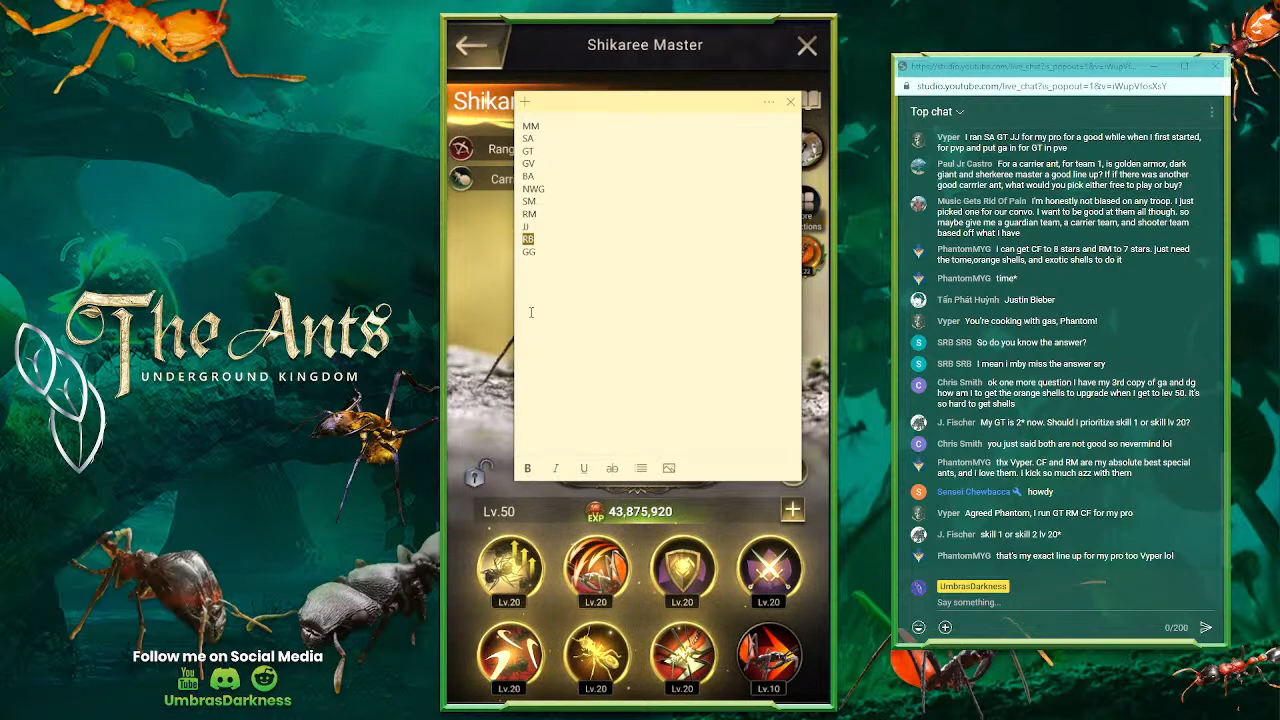 The Ants
UNDERGROUND KINGDOM
Follow me on Social Media
You
Tube
UmbrasDarkness
Shikaree Master
Shika
Rang
Carri
MM
SA
GT
GV
BA
NWG
SM
RM
JJ
RB
GG
B I U ab
Lv.50
EXP
43,875,920
Lv.20 Lv.20 Lv.20 Lv.20
Lv.20 Lv.20 Lv.20 Lv.10
studio.youtube.com/live_chat?is_popout=1&v=iWupVfosXsY
Top chat
Vyper I ran SA GT JJ for my pro for a good while when I first started,
for pvp and put ga in for GT in pve
Paul Jr Castro For a carrier ant, for team 1, is golden armor, dark
giant and sherkeree master a good line up? If if there was another
good carrrier ant, what would you pick either free to play or buy?
Music Gets Rid Of Pain I'm honestly not biased on any troop. I just
picked one for our convo. I want to be good at them all though. so
maybe give me a guardian team, a carrier team, and shooter team
based off what I have
PhantomMYG i can get CF to 8 stars and RM to 7 stars. Just need
the tome,orange shells, and exotic shells to do it
PhantomMYG time*
Tấn Phát Huỳnh Justin Bieber
Vyper You're cooking with gas, Phantom!
S SRB SRB So do you know the answer?
S SRB SRB I mean i mby miss the answer sry
C Chris Smith ok one more question I have my 3rd copy of ga and dg
how am I to get the orange shells to upgrade when I get to lev 50. It's
so hard to get shells
J. Fischer My GT is 2* now. Should I prioritize skill 1 or skill lv 20?
C Chris Smith you just said both are not good so nevermind lol
PhantomMYG thx Vyper. CF and RM are my absolute best special
ants, and I love them. I kick so much azz with them
S Sensei Chewbacca howdy
Vyper Agreed Phantom, I run GT RM CF for my pro
J. Fischer skill 1 or skill 2 lv 20*
PhantomMYG that's my exact line up for my pro too Vyper lol
UmbrasDarkness
Say something...
0/200